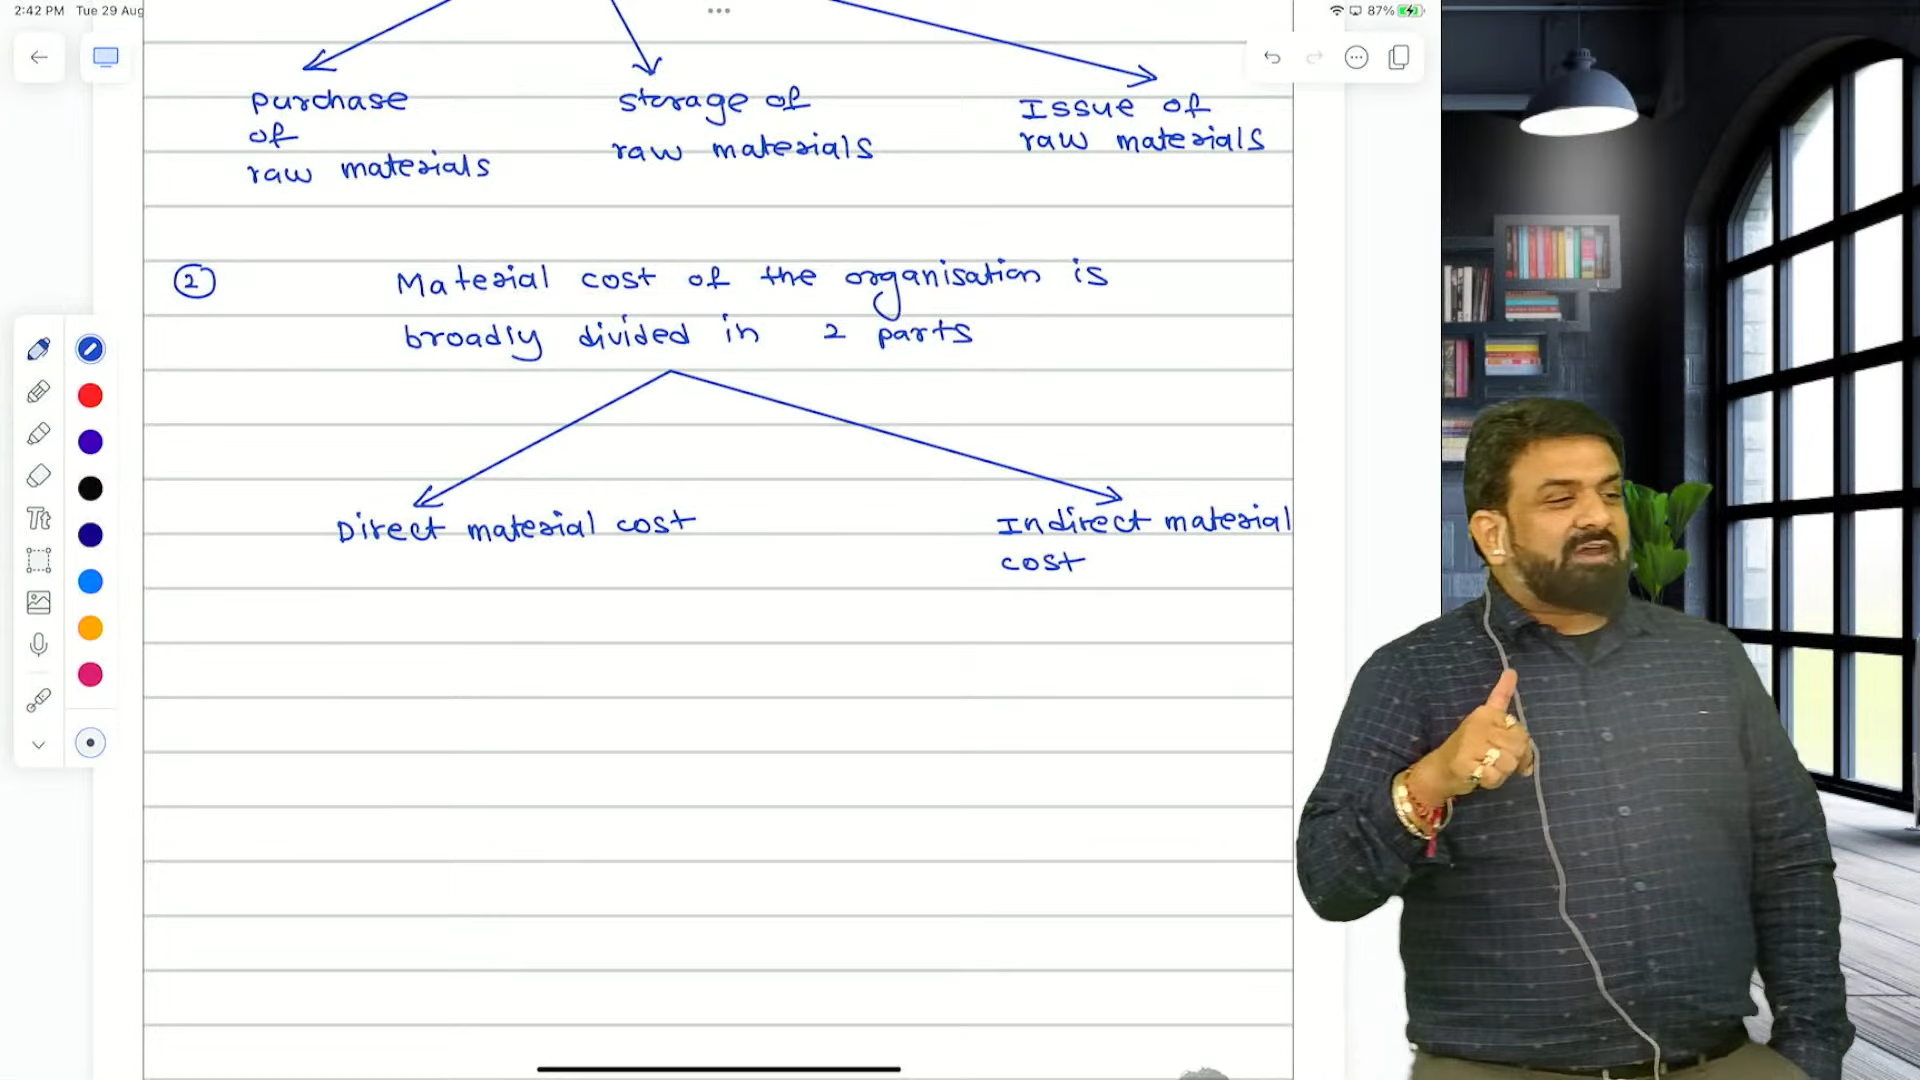 2:42 PM Tue 29 Aug
87%
purchase
of
raw materials
storage of
raw materials
Issue of
raw materials
2
Material cost of the organisation is
broadly divided in 2 parts
Direct material cost
Indirect material
cost
Tt